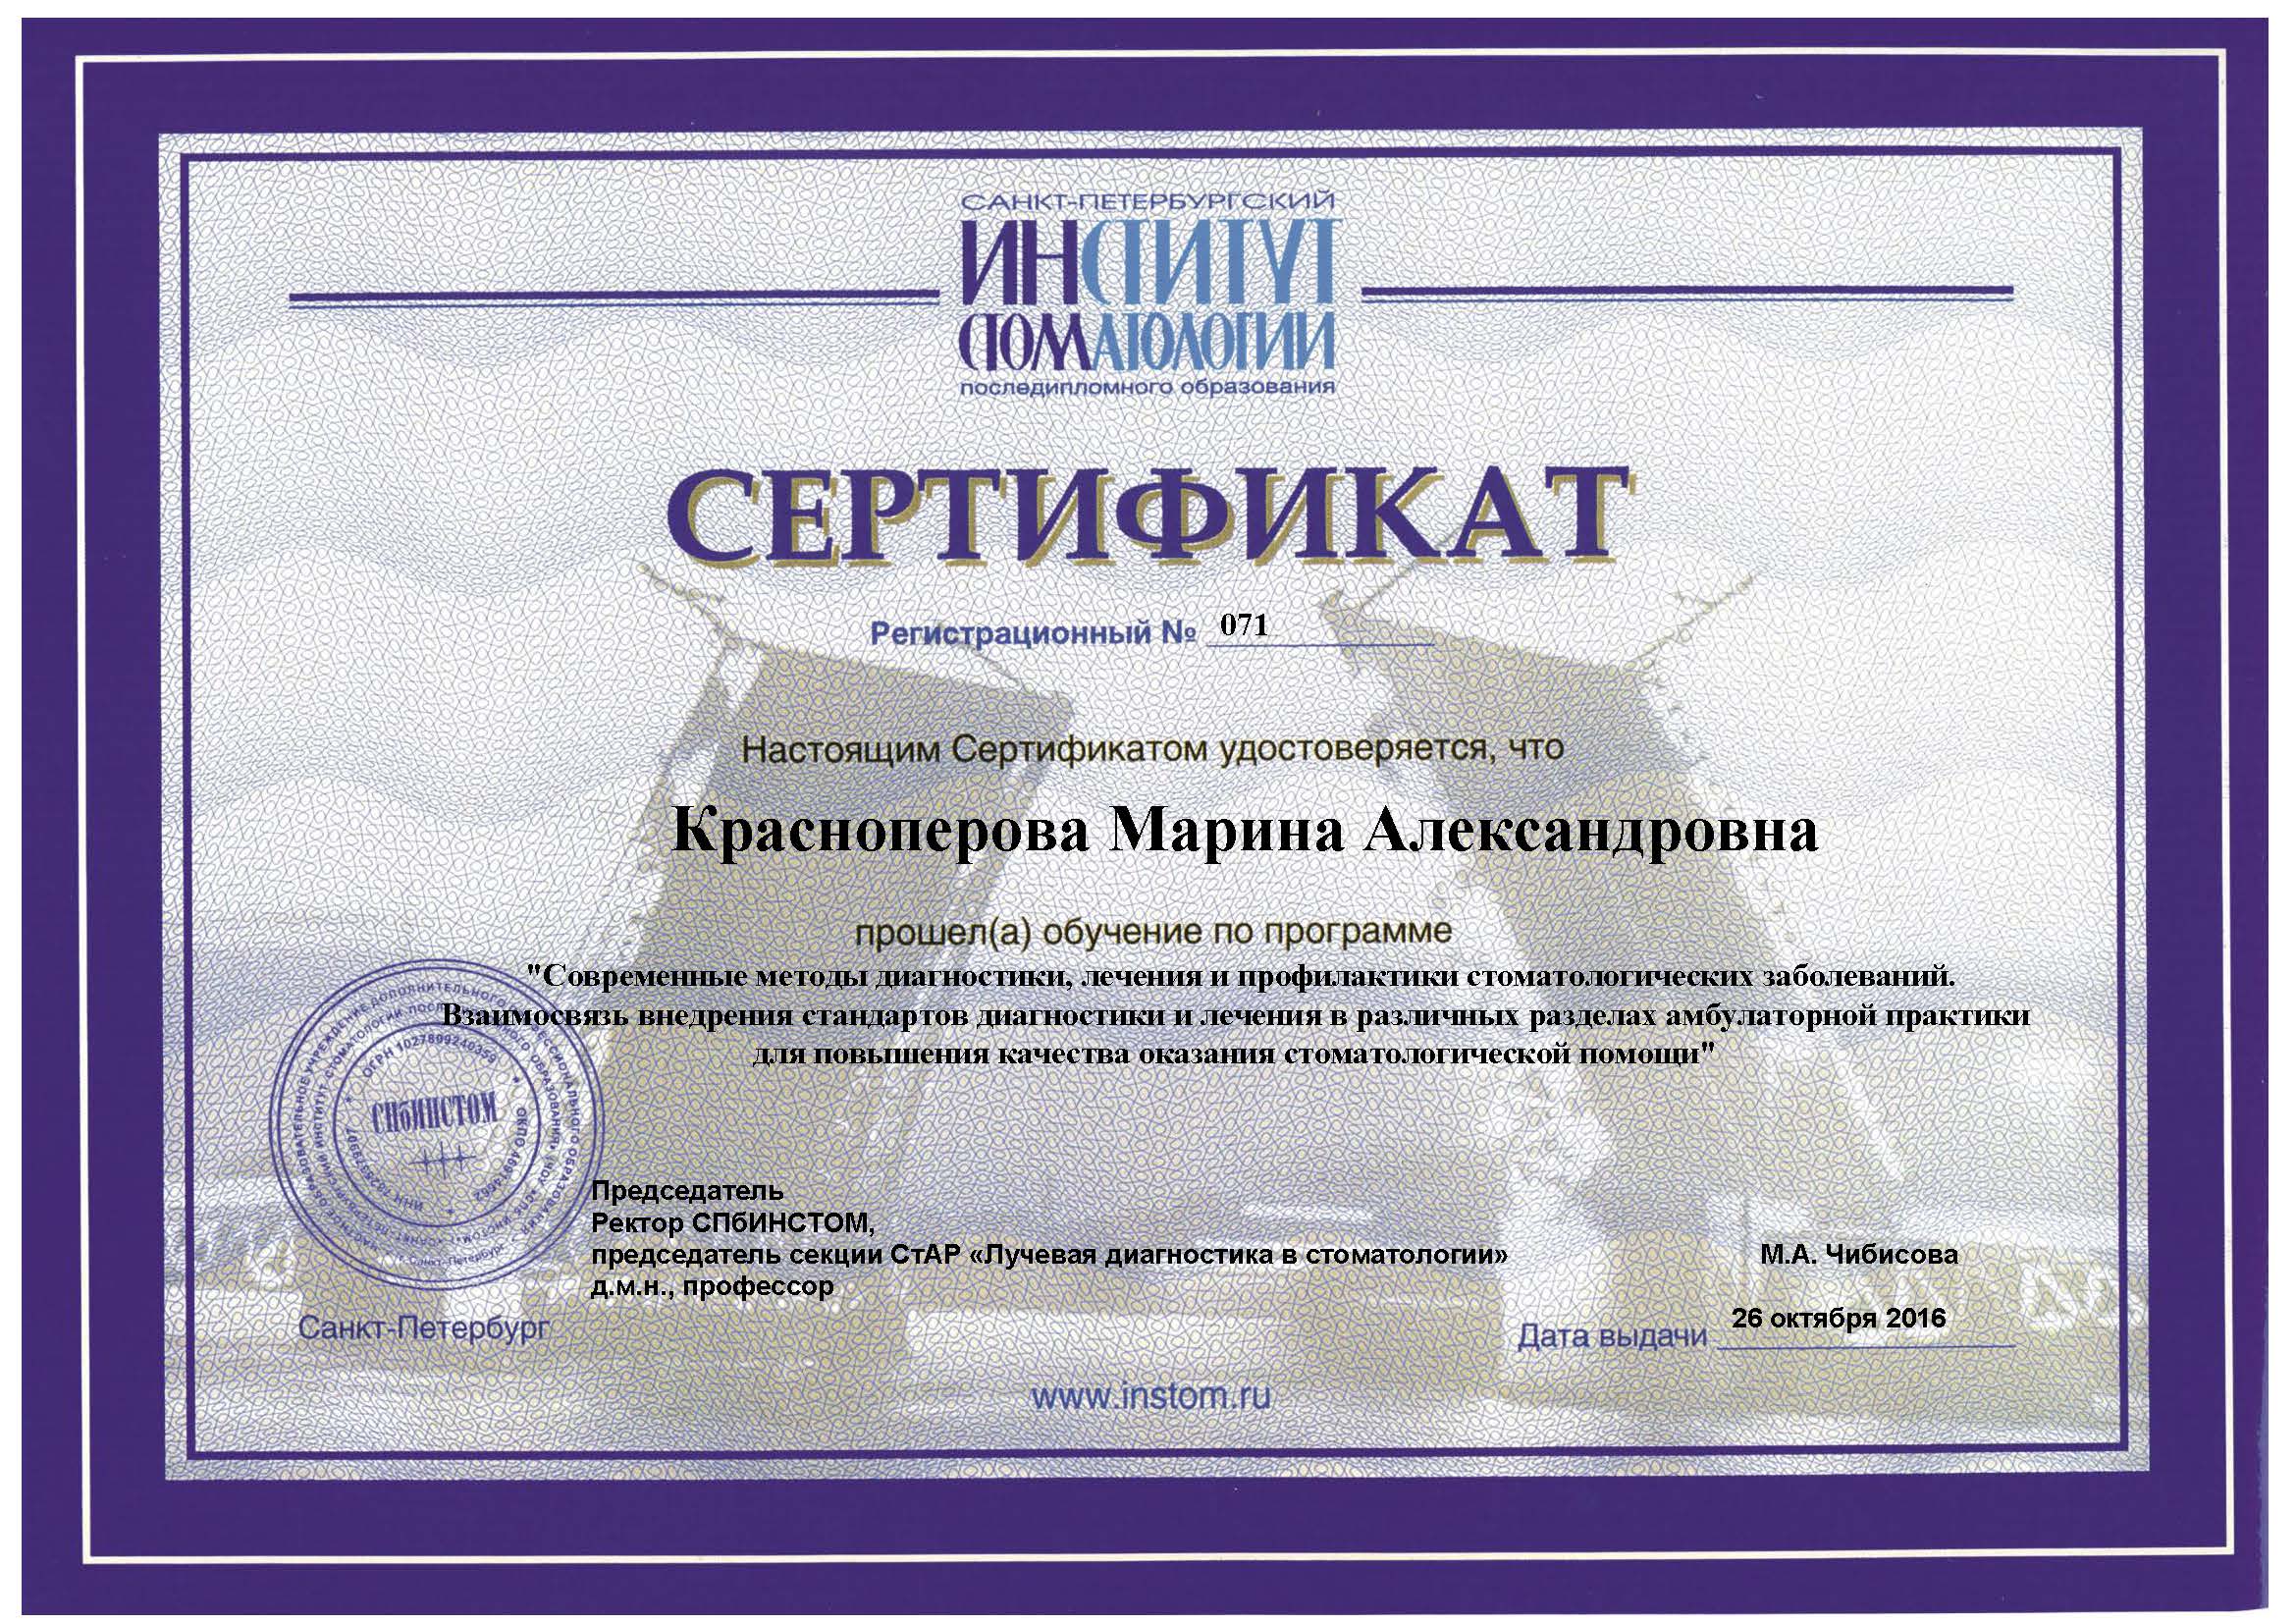 САНКТ-ПЕТЕРБУРГСКИЙ
ИНСТИТУТ
СТОМАТОЛОГИИ
последипломного образования
СЕРТИФИКАТ
Регистрационный № 071
Настоящим Сертификатом удостоверяется, что
Красноперова Марина Александровна
прошел(а) обучение по программе
"Современные методы диагностики, лечения и профилактики стоматологических заболеваний.
Взаимосвязь внедрения стандартов диагностики и лечения в различных разделах амбулаторной практики
для повышения качества оказания стоматологической помощи"
ОГРН 1027809240359
СПбИНСТОМ
Председатель
Ректор СПбИНСТОМ,
председатель секции СтАР «Лучевая диагностика в стоматологии» М.А. Чибисова
д.м.н., профессор
Санкт-Петербург
Дата выдачи 26 октября 2016
www.instom.ru